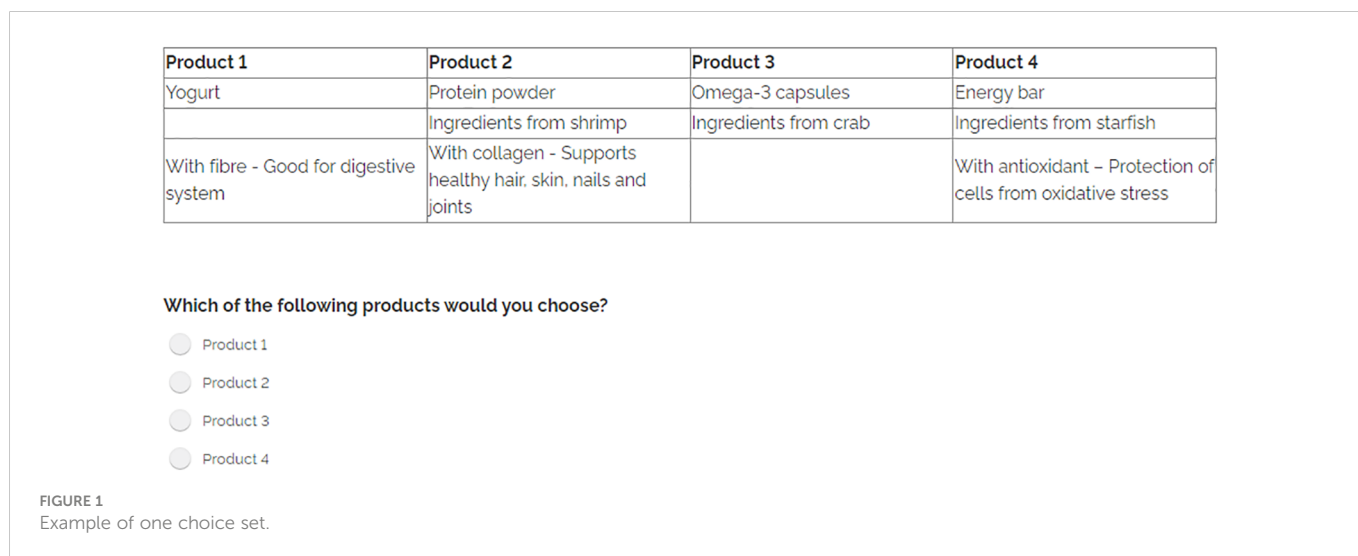 Product 1 Product 2 Product 3 Product 4
Yogurt Protein powder Omega-3 capsules Energy bar
Ingredients from shrimp Ingredients from crab Ingredients from starfish
With fibre - Good for digestive
system
With collagen - Supports
healthy hair, skin, nails and
joints
With antioxidant – Protection of
cells from oxidative stress
Which of the following products would you choose?
Product 1
Product 2
Product 3
Product 4
FIGURE 1
Example of one choice set.